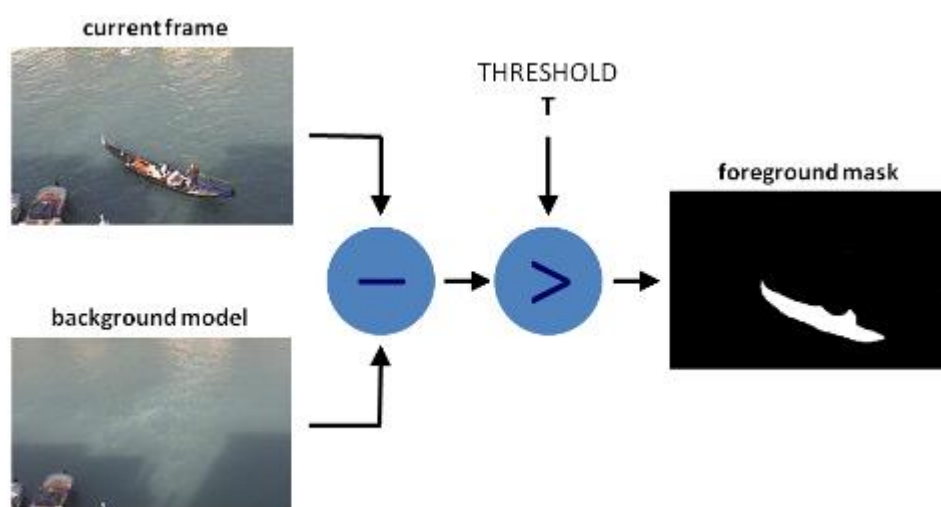 current frame
THRESHOLD
T
foreground mask
−
>
background model